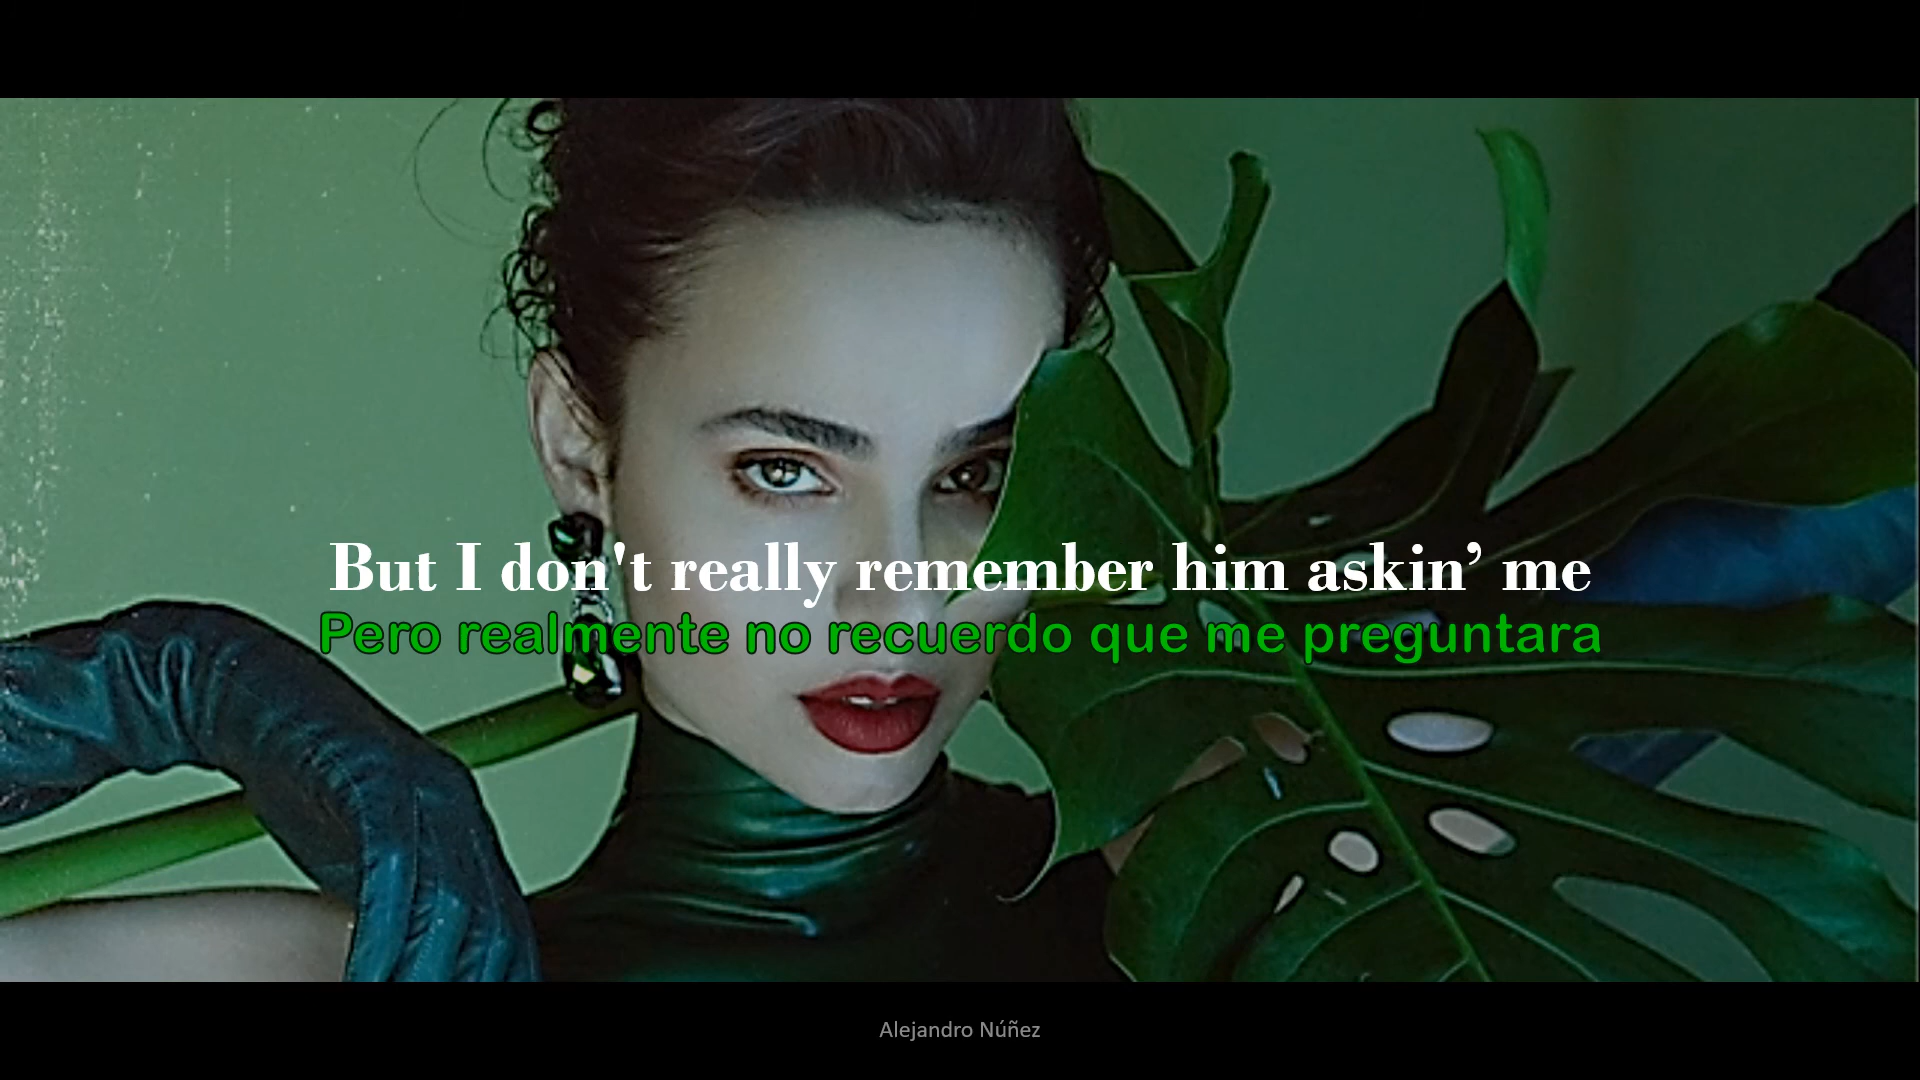 But I don't really remember him askin’ me
Pero realmente no recuerdo que me preguntara
Alejandro Núñez